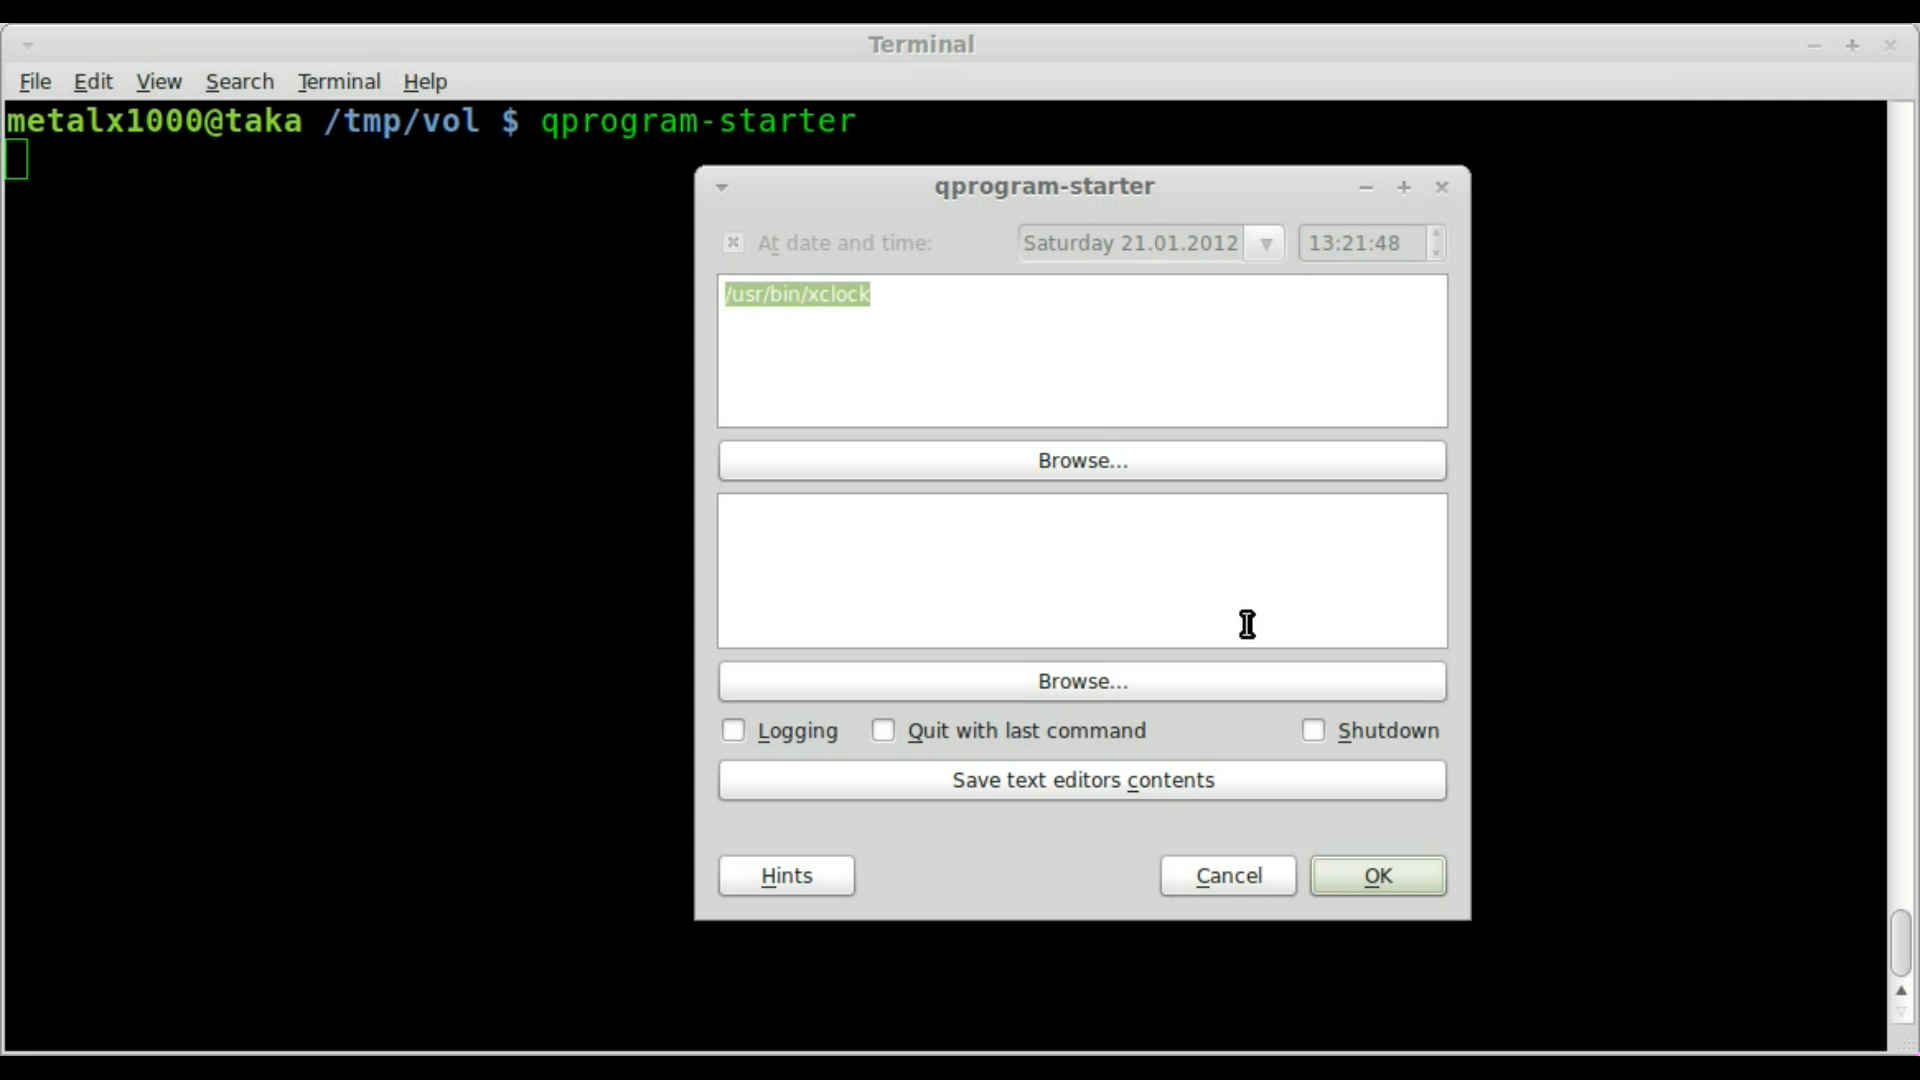 Terminal
File Edit View Search Terminal Help
metalx1000@taka /tmp/vol $ qprogram-starter
qprogram-starter
At date and time: Saturday 21.01.2012 13:21:48
/usr/bin/xclock
Browse...
Browse...
Logging Quit with last command Shutdown
Save text editors contents
Hints Cancel OK